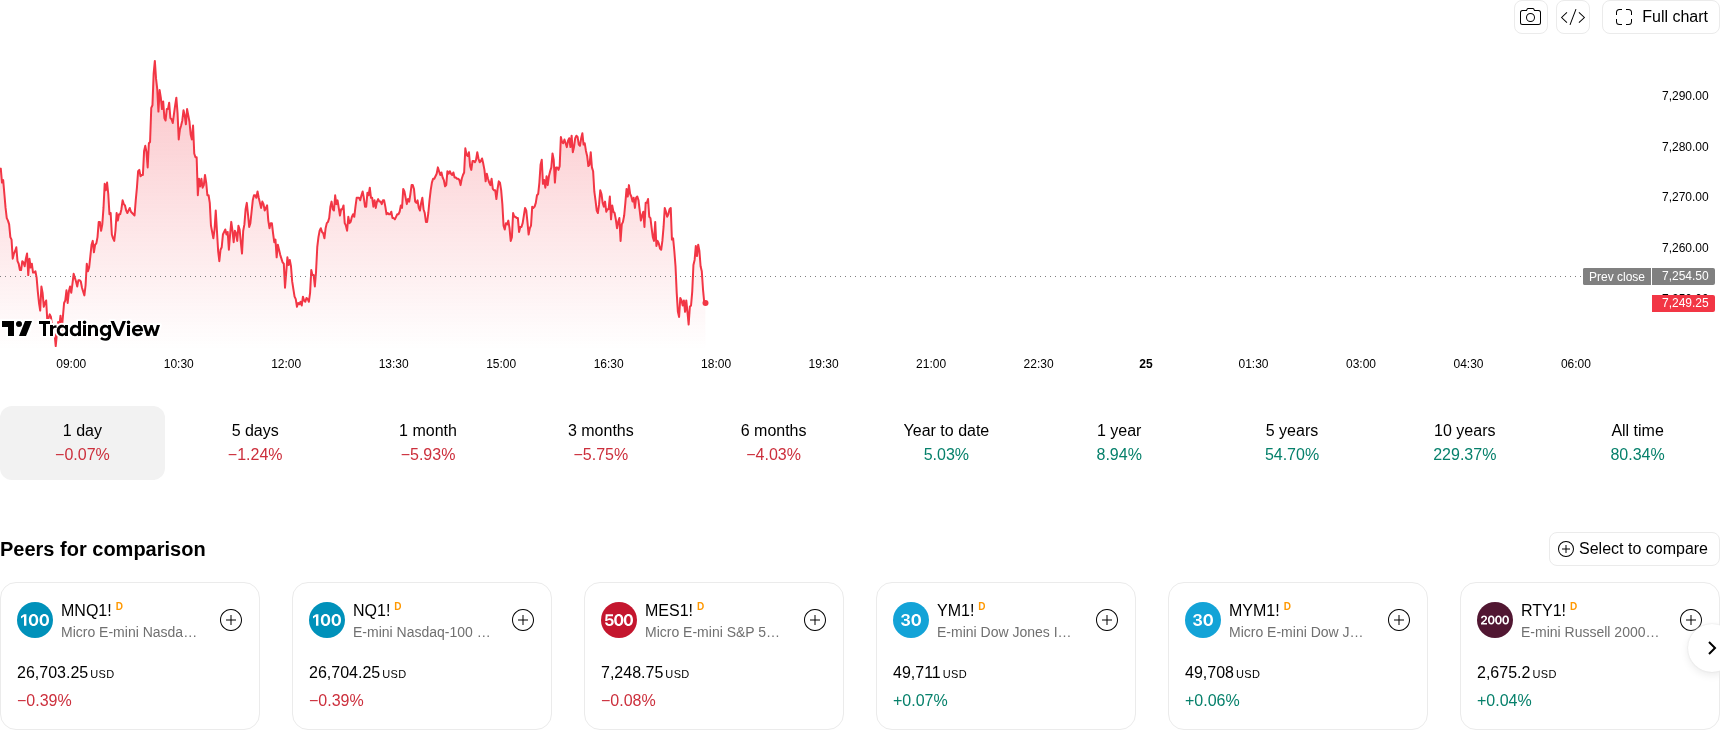 Full chart
7,290.00
7,280.00
7,270.00
7,260.00
Prev close 7,254.50
7,249.25
TradingView
09:00 10:30 12:00 13:30 15:00 16:30 18:00 19:30 21:00 22:30 25 01:30 03:00 04:30 06:00
1 day 5 days 1 month 3 months 6 months Year to date 1 year 5 years 10 years All time
−0.07% −1.24% −5.93% −5.75% −4.03% 5.03% 8.94% 54.70% 229.37% 80.34%
Peers for comparison
Select to compare
100 MNQ1! D
Micro E-mini Nasda…
26,703.25 USD
−0.39%
100 NQ1! D
E-mini Nasdaq-100 …
26,704.25 USD
−0.39%
500 MES1! D
Micro E-mini S&P 5…
7,248.75 USD
−0.08%
30 YM1! D
E-mini Dow Jones I…
49,711 USD
+0.07%
30 MYM1! D
Micro E-mini Dow J…
49,708 USD
+0.06%
2000 RTY1! D
E-mini Russell 2000…
2,675.2 USD
+0.04%